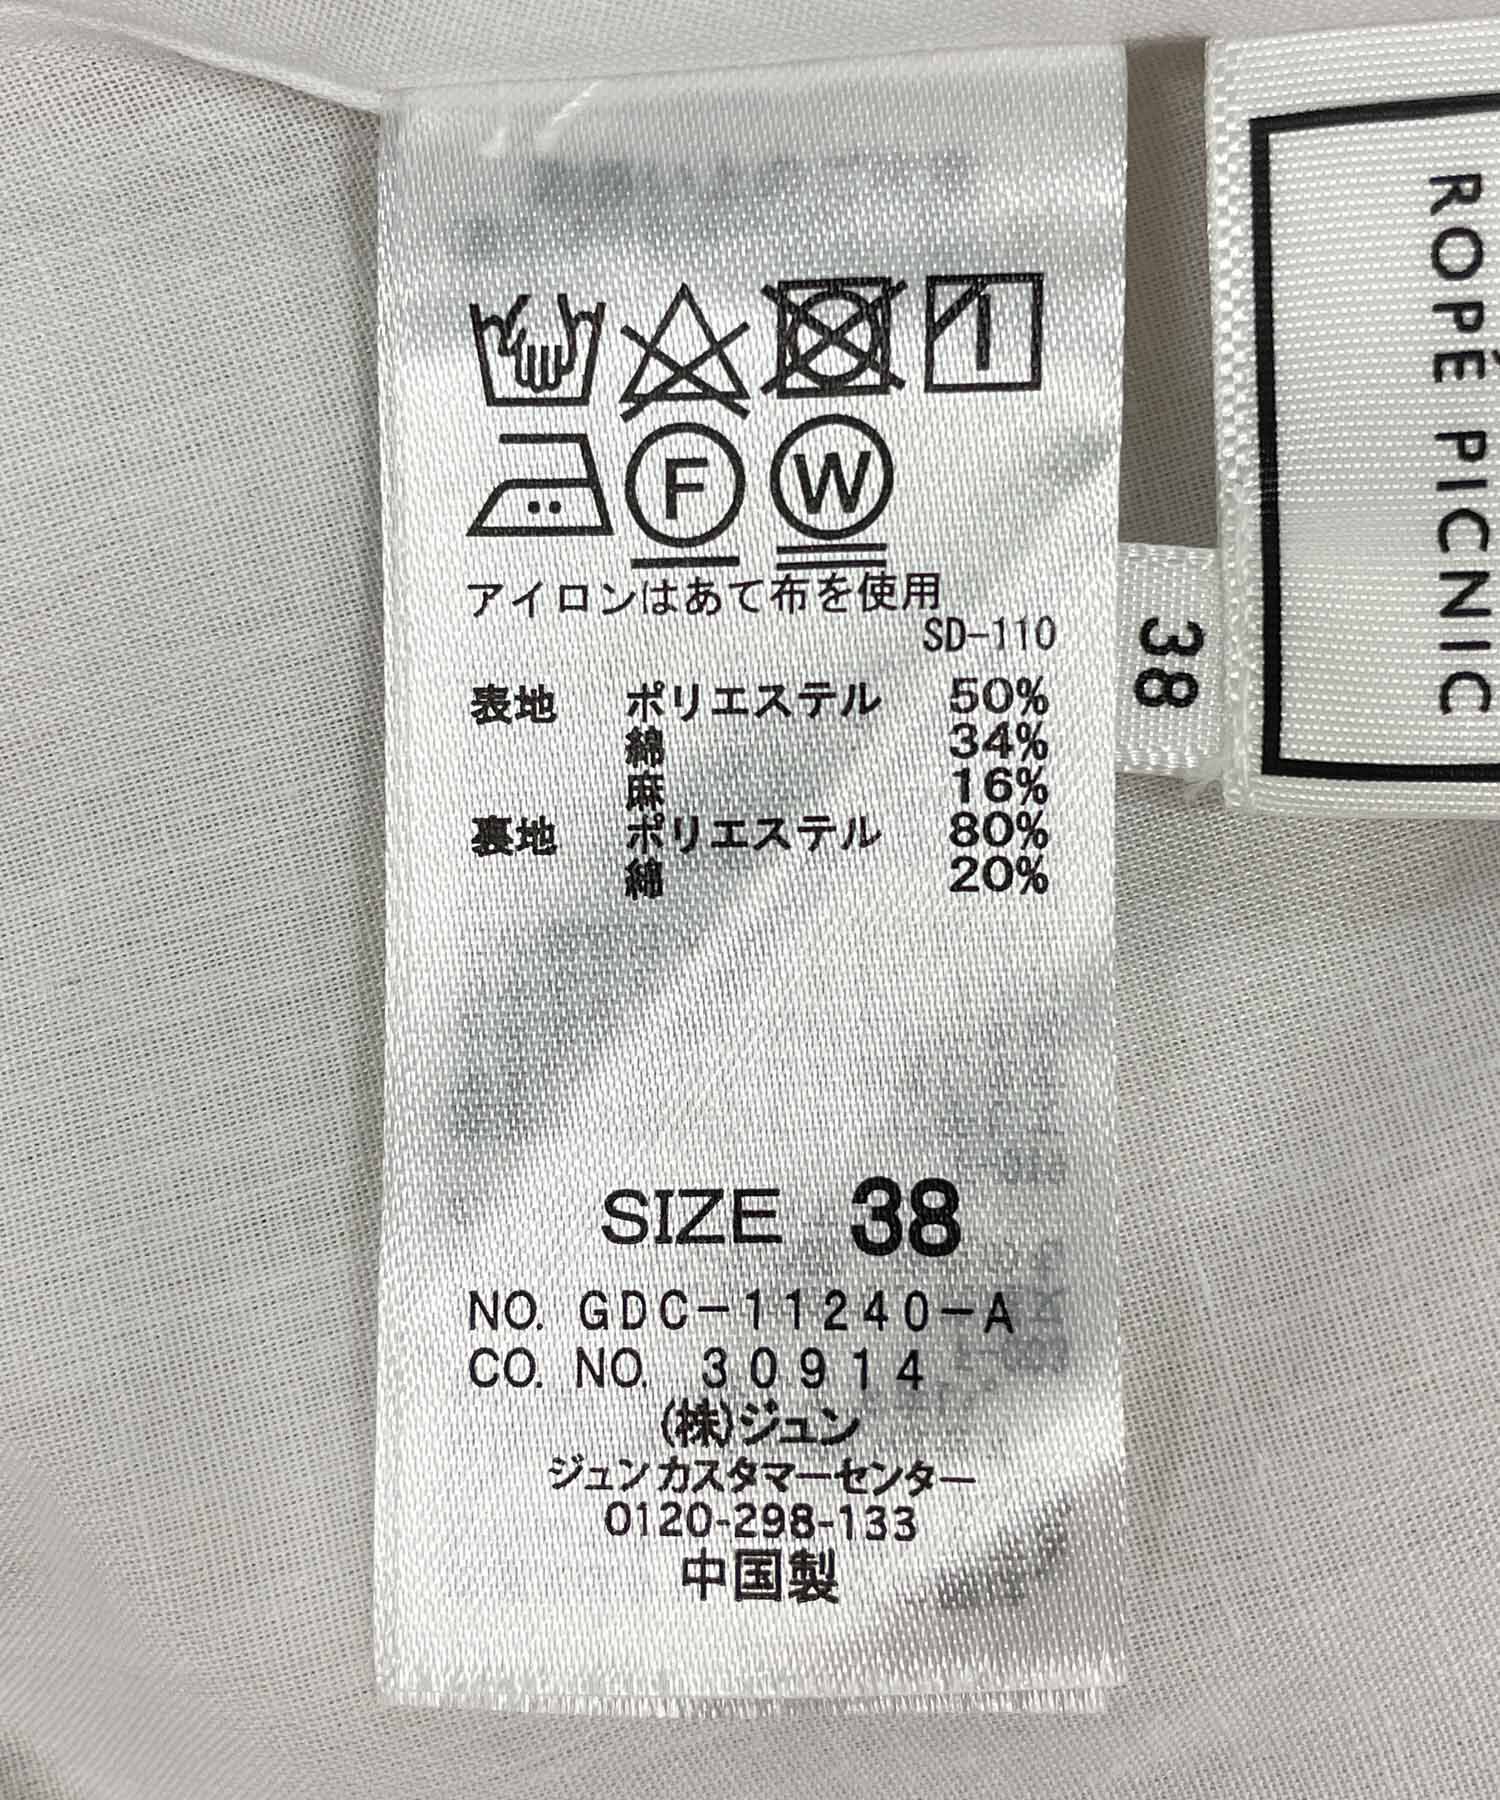 F W
アイロンはあて布を使用
SD-110
表地 ポリエステル 50%
綿 34%
麻 16%
裏地 ポリエステル 80%
綿 20%
SIZE 38
NO. GDC-11240-A
CO. NO. 30914
(株)ジュン
ジュンカスタマーセンター
0120-298-133
中国製
38
ROPÉ PICNIC